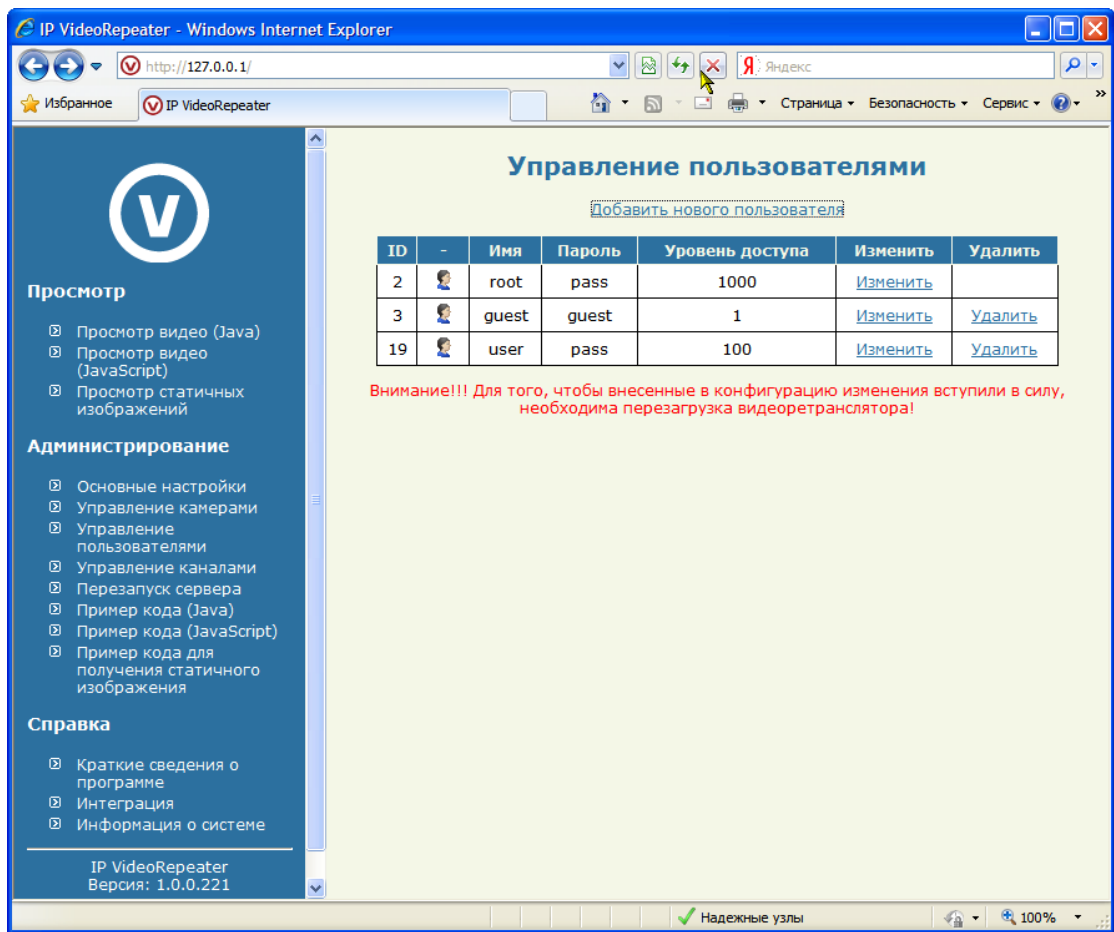 IP VideoRepeater - Windows Internet Explorer
http://127.0.0.1/
Я Яндекс
Избранное
IP VideoRepeater
Страница
Безопасность
Сервис
»
V
Просмотр
Просмотр видео (Java)
Просмотр видео
(JavaScript)
Просмотр статичных
изображений
Администрирование
Основные настройки
Управление камерами
Управление
пользователями
Управление каналами
Перезапуск сервера
Пример кода (Java)
Пример кода (JavaScript)
Пример кода для
получения статичного
изображения
Справка
Краткие сведения о
программе
Интеграция
Информация о системе
IP VideoRepeater
Версия: 1.0.0.221
Управление пользователями
Добавить нового пользователя
ID - Имя Пароль Уровень доступа Изменить Удалить
2 root pass 1000 Изменить
3 guest guest 1 Изменить Удалить
19 user pass 100 Изменить Удалить
Внимание!!! Для того, чтобы внесенные в конфигурацию изменения вступили в силу,
необходима перезагрузка видеоретранслятора!
Надежные узлы
100%